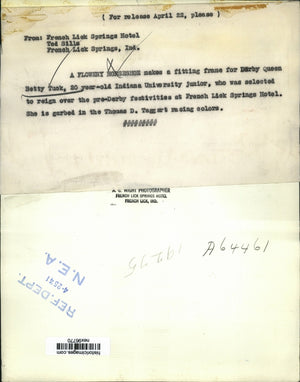 ( For release April 22, please )
From: French Lick Springs Hotel
Ted Sills
French Lick Springs, Ind.
A FLOWERY HORSESHOE makes a fitting frame for Derby Queen
Betty Tuok, 20 year-old Indiana University junior, who was selected
to reign over the pre-Derby festivities at French Lick Springs Hotel.
She is garbed in the Thomas D. Taggart racing colors.
##########
PHOTOGRAPHER
FRENCH LICK SPRINGS HOTEL
FRENCH LICK, IND.
A64461
REF. DEPT.
N.E.A.
historicimages.com